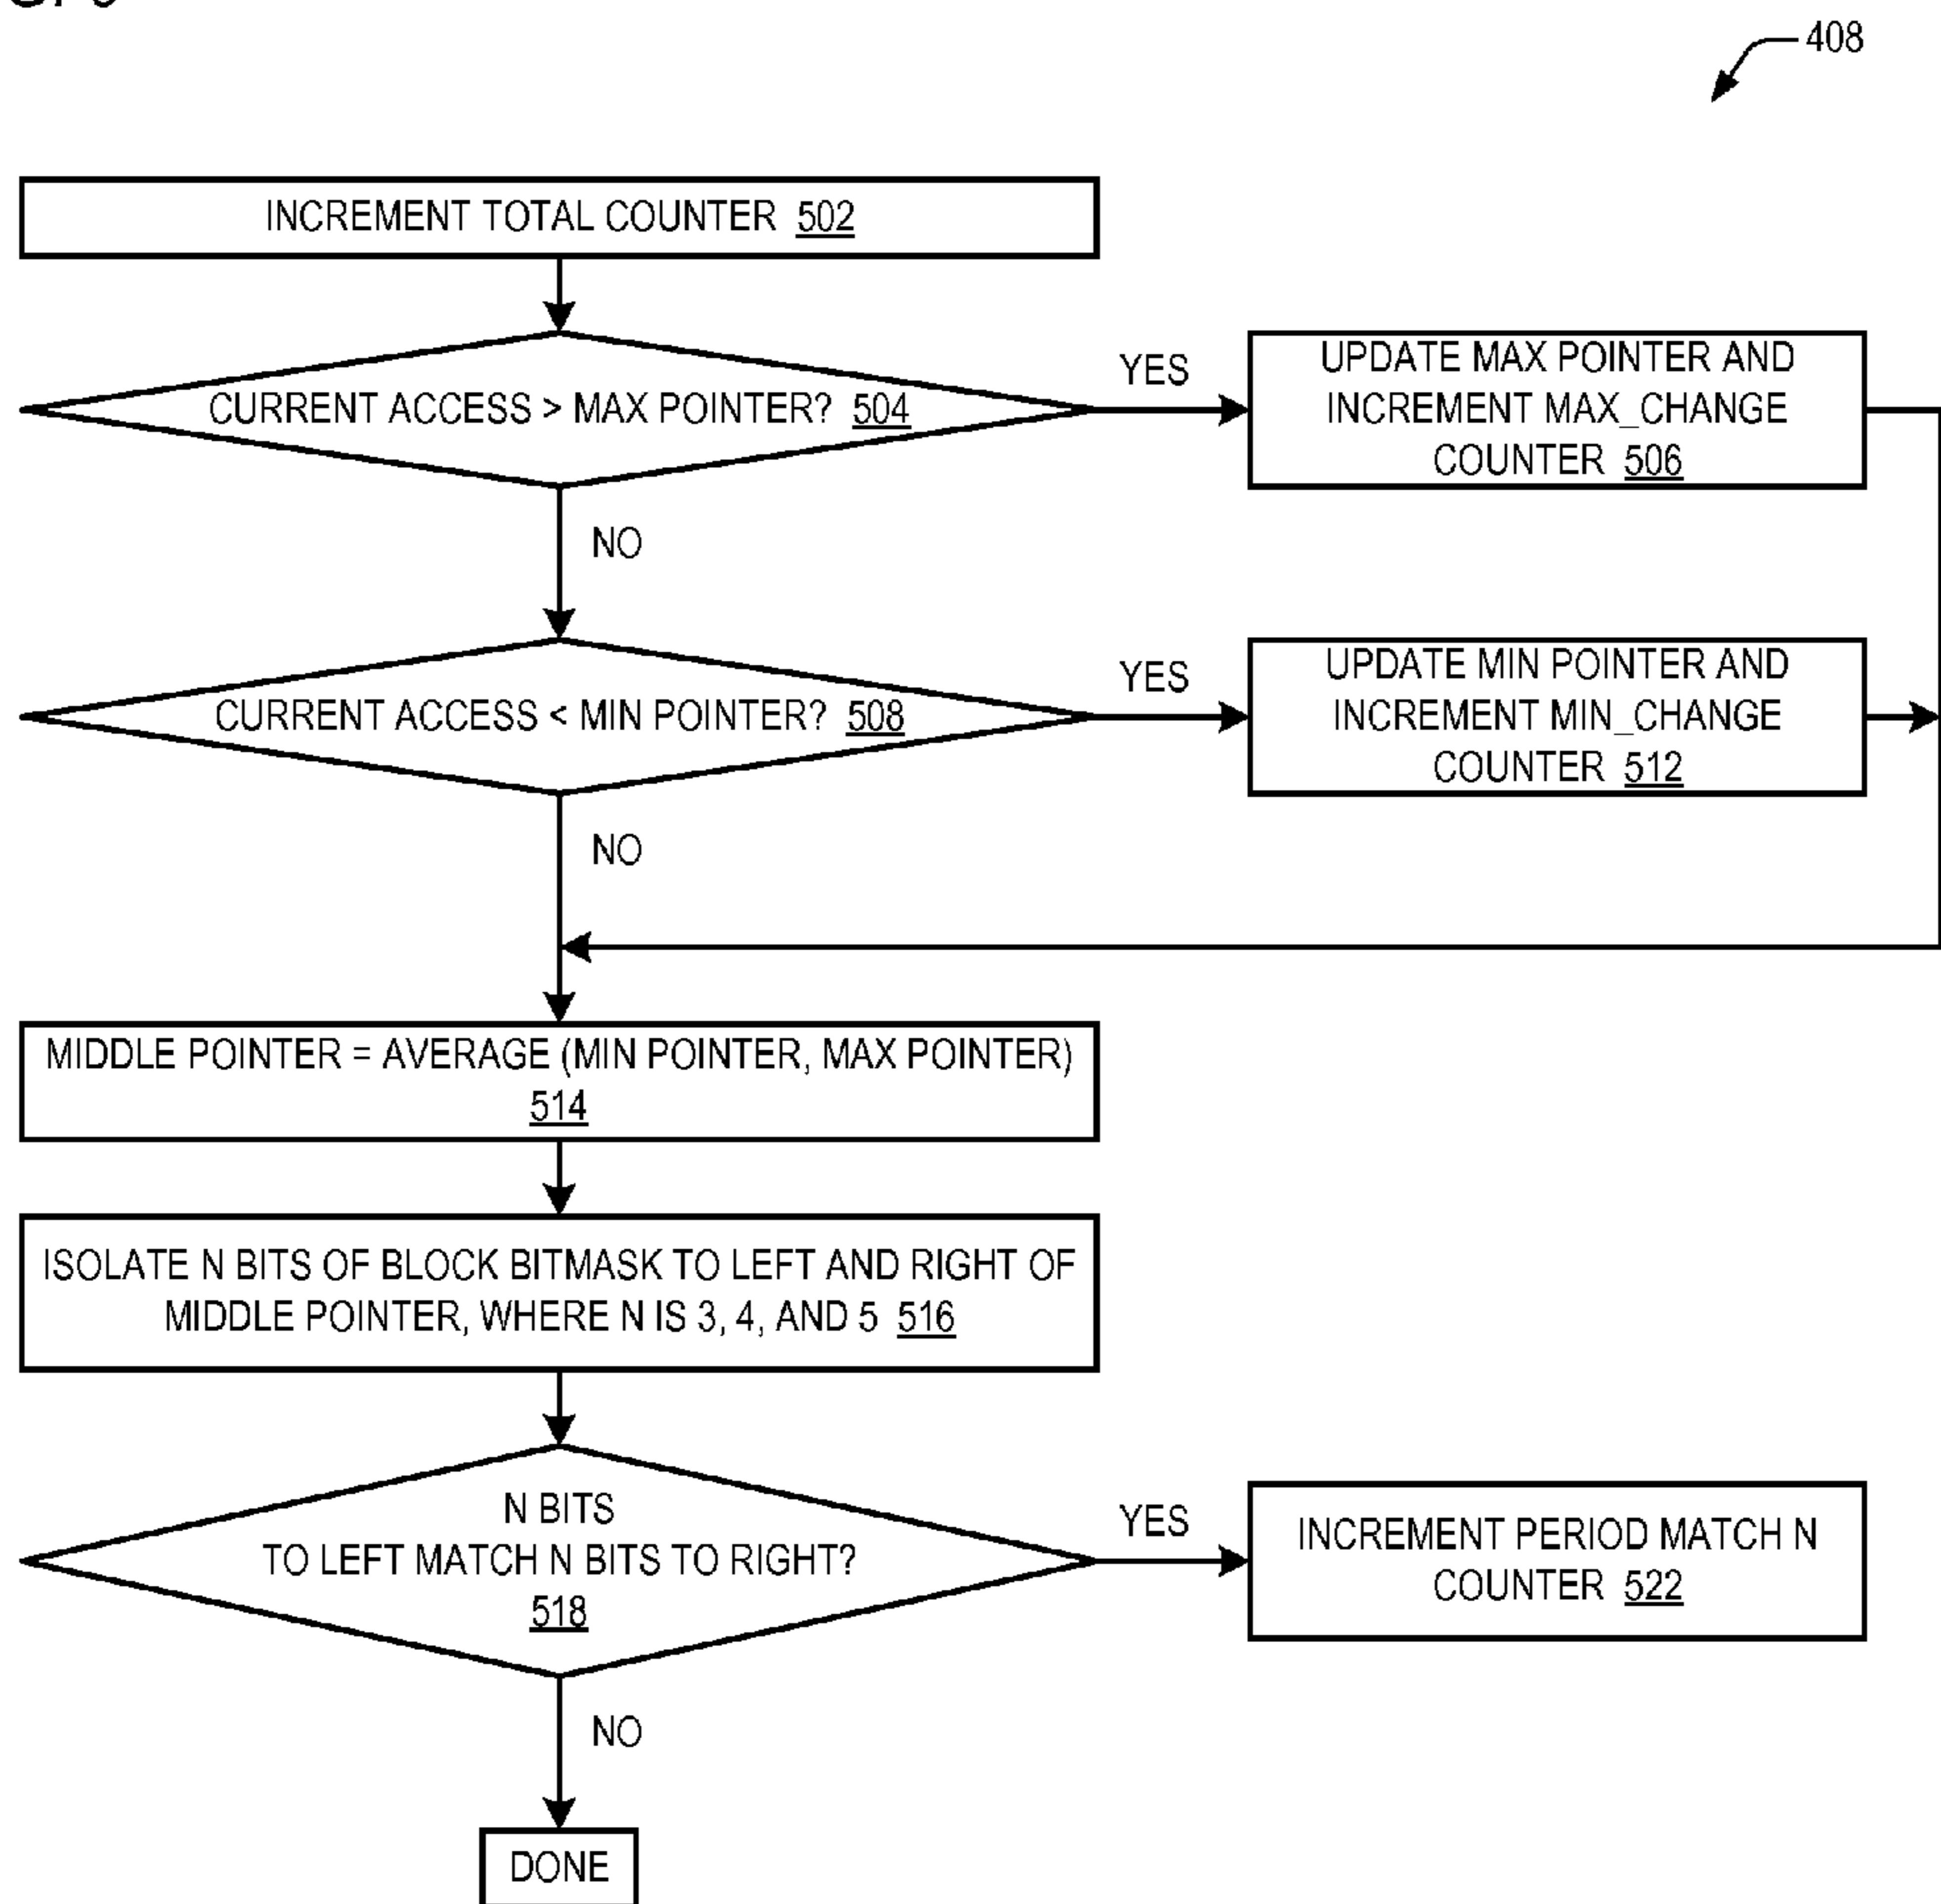 408
INCREMENT TOTAL COUNTER 502
CURRENT ACCESS > MAX POINTER? 504
YES
UPDATE MAX POINTER AND
INCREMENT MAX_CHANGE
COUNTER 506
NO
CURRENT ACCESS < MIN POINTER? 508
YES
UPDATE MIN POINTER AND
INCREMENT MIN_CHANGE
COUNTER 512
NO
MIDDLE POINTER = AVERAGE (MIN POINTER, MAX POINTER)
514
ISOLATE N BITS OF BLOCK BITMASK TO LEFT AND RIGHT OF
MIDDLE POINTER, WHERE N IS 3, 4, AND 5 516
N BITS
TO LEFT MATCH N BITS TO RIGHT?
518
YES
INCREMENT PERIOD MATCH N
COUNTER 522
NO
DONE